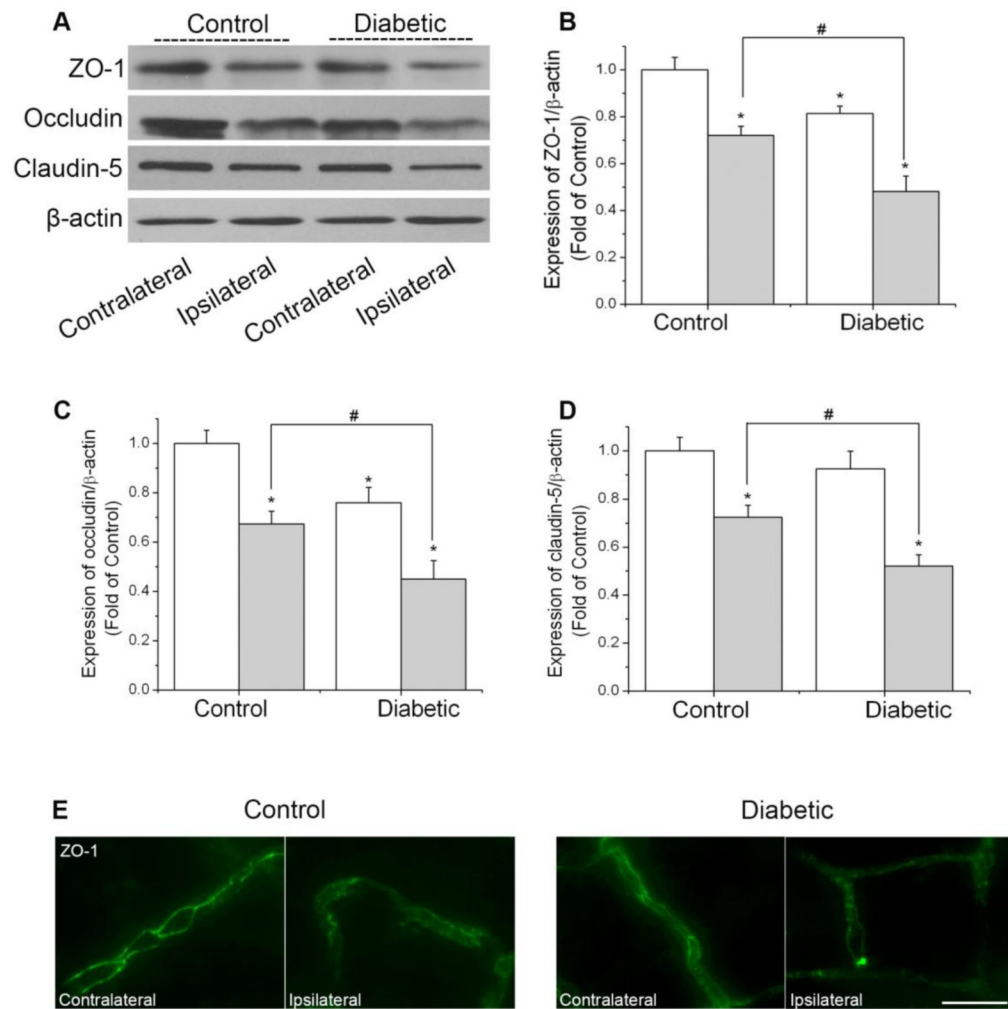 A
Control Diabetic
ZO-1
Occludin
Claudin-5
β-actin
Contralateral Ipsilateral Contralateral Ipsilateral
B
Expression of ZO-1/β-actin
(Fold of Control)
1.0
0.8
0.6
0.4
0.2
0.0
#
*
*
*
Control Diabetic
C
Expression of occludin/β-actin
(Fold of Control)
1.0
0.8
0.6
0.4
0.2
0.0
#
*
*
*
Control Diabetic
D
Expression of claudin-5/β-actin
(Fold of Control)
1.0
0.8
0.6
0.4
0.2
0.0
#
*
*
Control Diabetic
E
Control Diabetic
ZO-1
Contralateral Ipsilateral Contralateral Ipsilateral